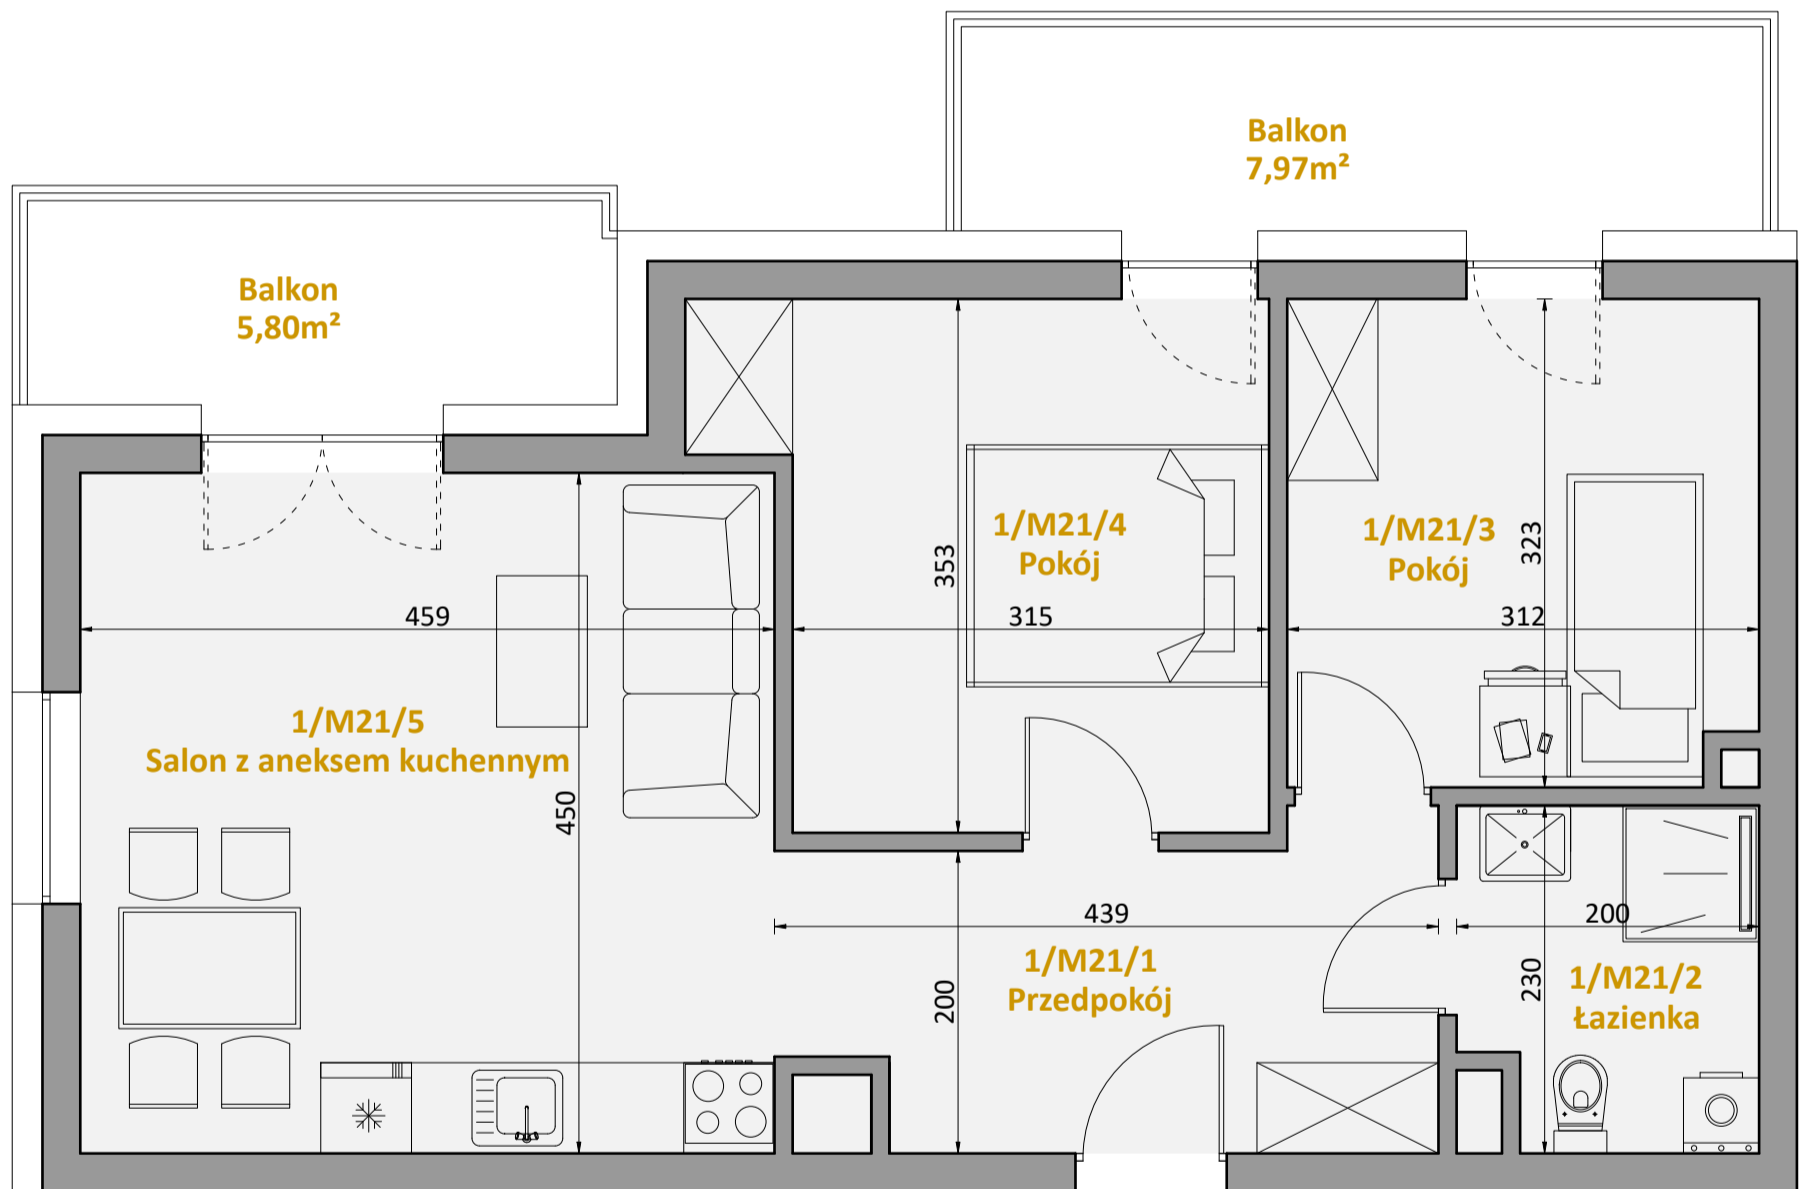 Balkon
7,97m²
Balkon
5,80m²
1/M21/4
Pokój
1/M21/3
Pokój
353
323
459
315
312
1/M21/5
Salon z aneksem kuchennym
450
439
200
1/M21/1
Przedpokój
200
230
1/M21/2
Łazienka